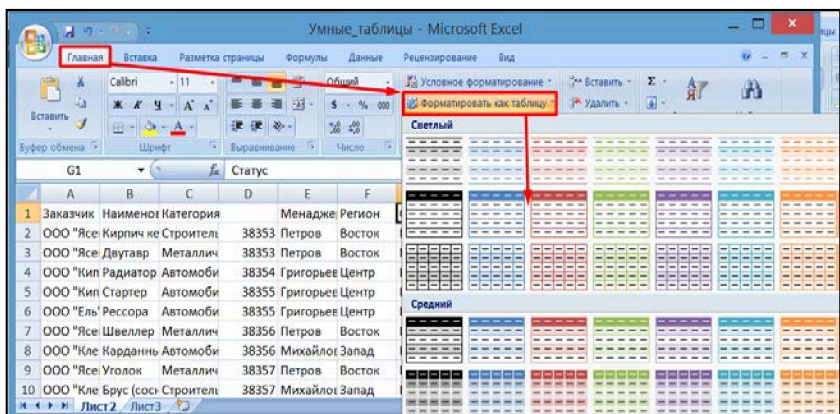 Умные_таблицы - Microsoft Excel
Главная Вставка Разметка страницы Формулы Данные Рецензирование Вид
Вставить
Calibri 11 Общий Условное форматирование Вставить Σ
Ж К Ч A A $ % 000 Форматировать как таблицу Удалить
Буфер обмена Шрифт Выравнивание Число
Светлый
G1 fx Статус
A B C D E F
1 Заказчик Наименов Категория Менедже Регион
2 ООО "Ясе Кирпич ке Строитель 38353 Петров Восток
3 ООО "Ясе Двутавр Металлич 38353 Петров Восток
4 ООО "Кип Радиатор Автомоби 38354 Григорьев Центр
5 ООО "Кип Стартер Автомоби 38355 Григорьев Центр
6 ООО "Ель" Рессора Автомоби 38355 Григорьев Центр
Средний
7 ООО "Ясе Швеллер Металлич 38356 Петров Восток
8 ООО "Кле Карданнь Автомоби 38356 Михайлов Запад
9 ООО "Ясе Уголок Металлич 38357 Петров Восток
10 ООО "Кле Брус (сосн Строитель 38357 Михайлов Запад
Лист2 Лист3